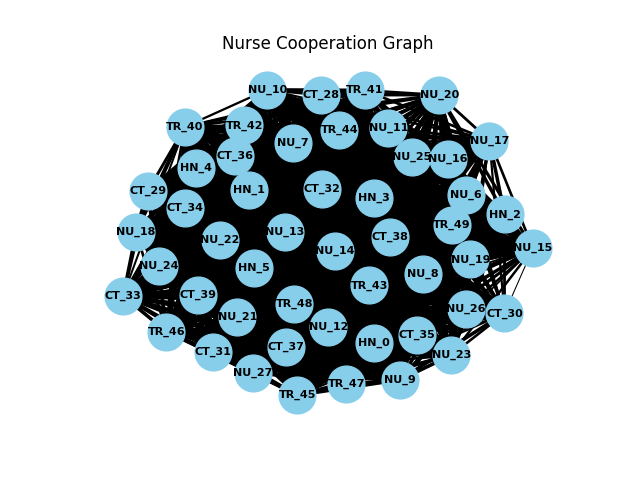 Nurse Cooperation Graph
NU_10
CT_28
TR_41
NU_20
TR_40
TR_42
NU_7
TR_44
NU_11
NU_17
CT_36
NU_25
NU_16
HN_4
CT_29
HN_1
CT_32
HN_3
NU_6
CT_34
HN_2
TR_49
NU_18
NU_22
NU_13
CT_38
NU_15
NU_14
NU_24
HN_5
NU_19
NU_8
CT_33
CT_39
TR_43
TR_48
NU_26
CT_30
NU_21
TR_46
NU_12
CT_35
CT_31
CT_37
HN_0
NU_23
NU_27
NU_9
TR_47
TR_45